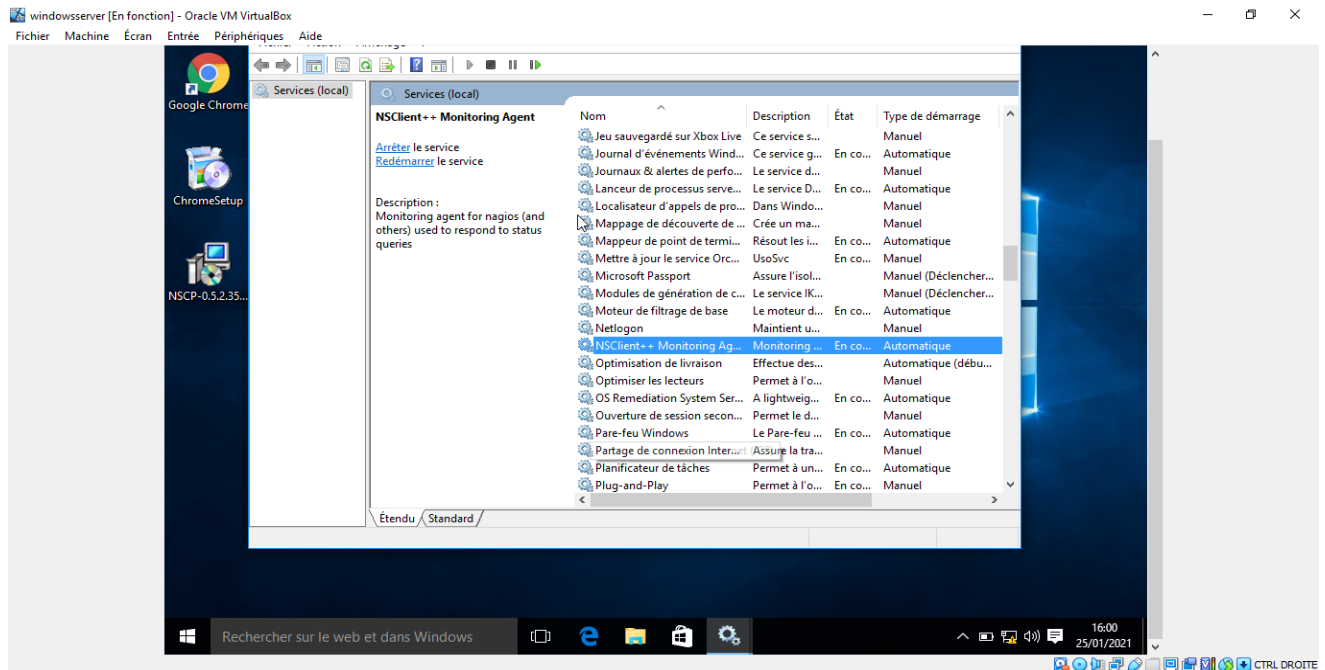 windowsserver [En fonction] - Oracle VM VirtualBox
Fichier Machine Écran Entrée Périphériques Aide
Google Chrome
ChromeSetup
NSCP-0.5.2.35...
Services (local)
Services (local)
NSClient++ Monitoring Agent
Arrêter le service
Redémarrer le service
Description :
Monitoring agent for nagios (and
others) used to respond to status
queries
Nom Description État Type de démarrage
Jeu sauvegardé sur Xbox Live Ce service s... Manuel
Journal d'événements Wind... Ce service g... En co... Automatique
Journaux & alertes de perfo... Le service d... Manuel
Lanceur de processus serve... Le service D... En co... Automatique
Localisateur d'appels de pro... Dans Windo... Manuel
Mappage de découverte de ... Crée un ma... Manuel
Mappeur de point de termi... Résout les i... En co... Automatique
Mettre à jour le service Orc... UsoSvc En co... Manuel
Microsoft Passport Assure l'isol... Manuel (Déclencher...
Modules de génération de c... Le service IK... Manuel (Déclencher...
Moteur de filtrage de base Le moteur d... En co... Automatique
Netlogon Maintient u... Manuel
NSClient++ Monitoring Ag... Monitoring ... En co... Automatique
Optimisation de livraison Effectue des... Automatique (débu...
Optimiser les lecteurs Permet à l'o... Manuel
OS Remediation System Ser... A lightweig... En co... Automatique
Ouverture de session secon... Permet le d... Manuel
Pare-feu Windows Le Pare-feu ... En co... Automatique
Partage de connexion Inter... Assure la tra... Manuel
Planificateur de tâches Permet à un... En co... Automatique
Plug-and-Play Permet à l'o... En co... Manuel
Étendu Standard
Rechercher sur le web et dans Windows
16:00
25/01/2021
CTRL DROITE